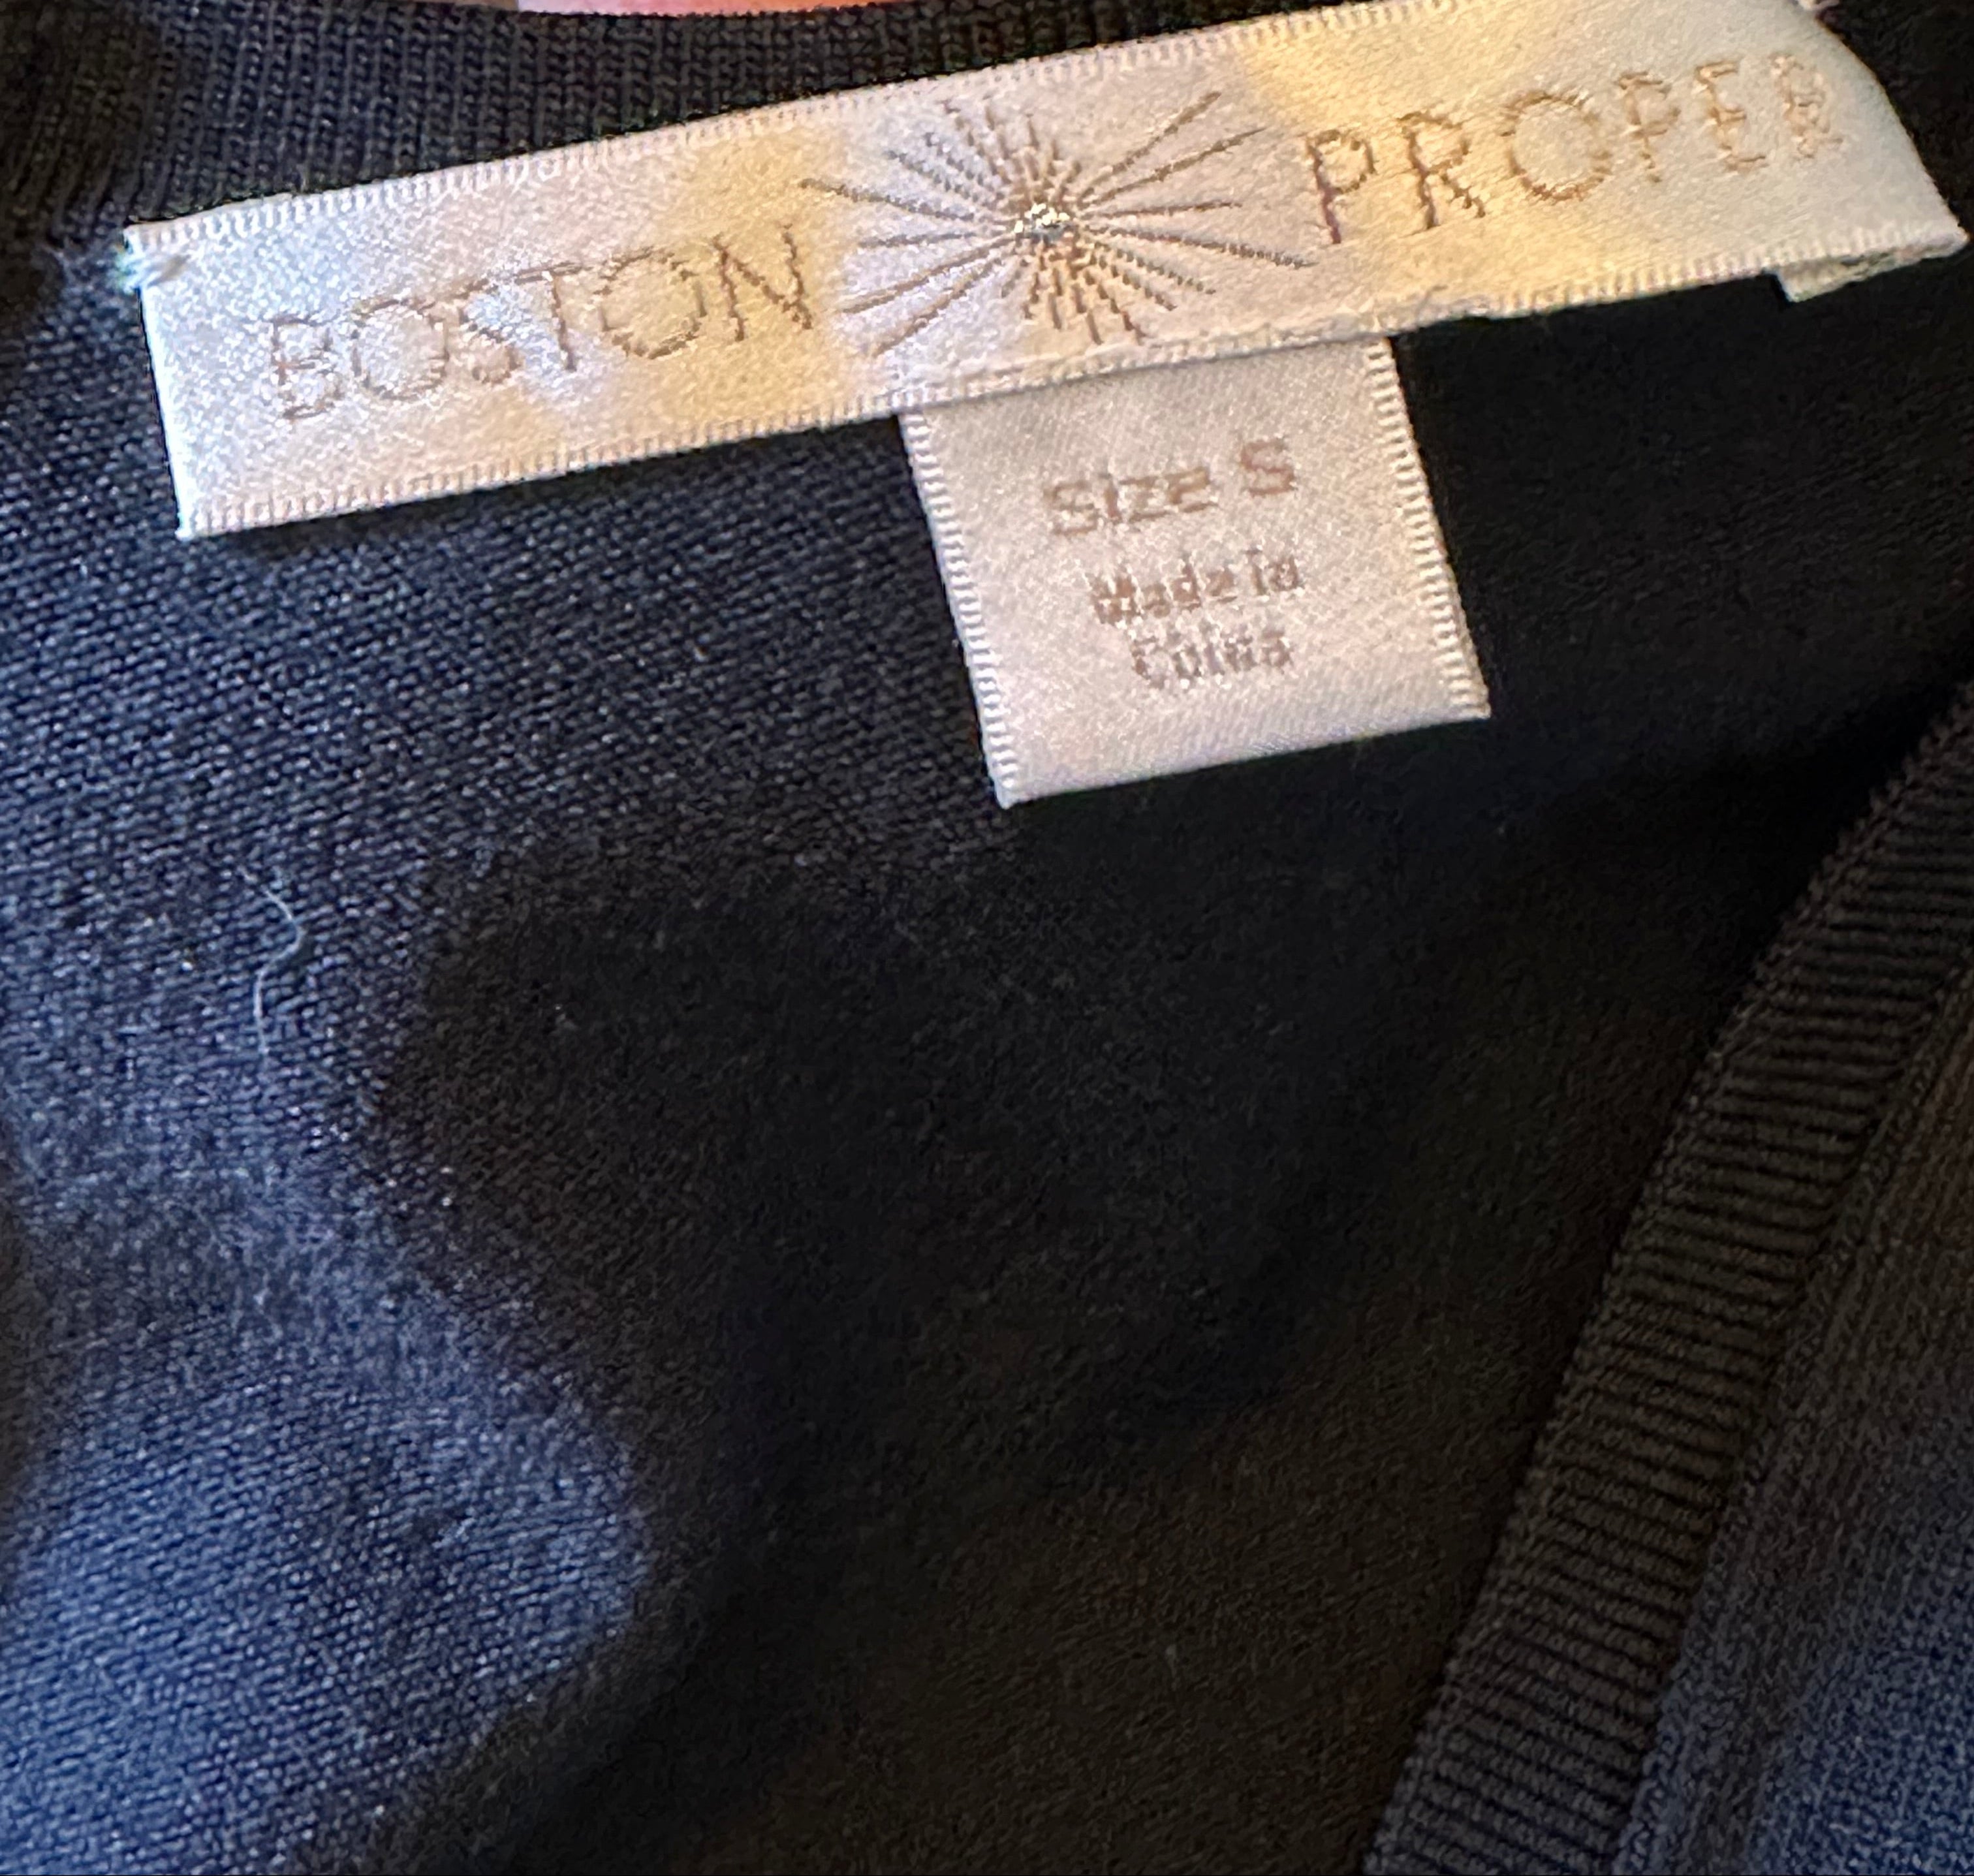 BOSTON PROPER
Size S
Made in
China